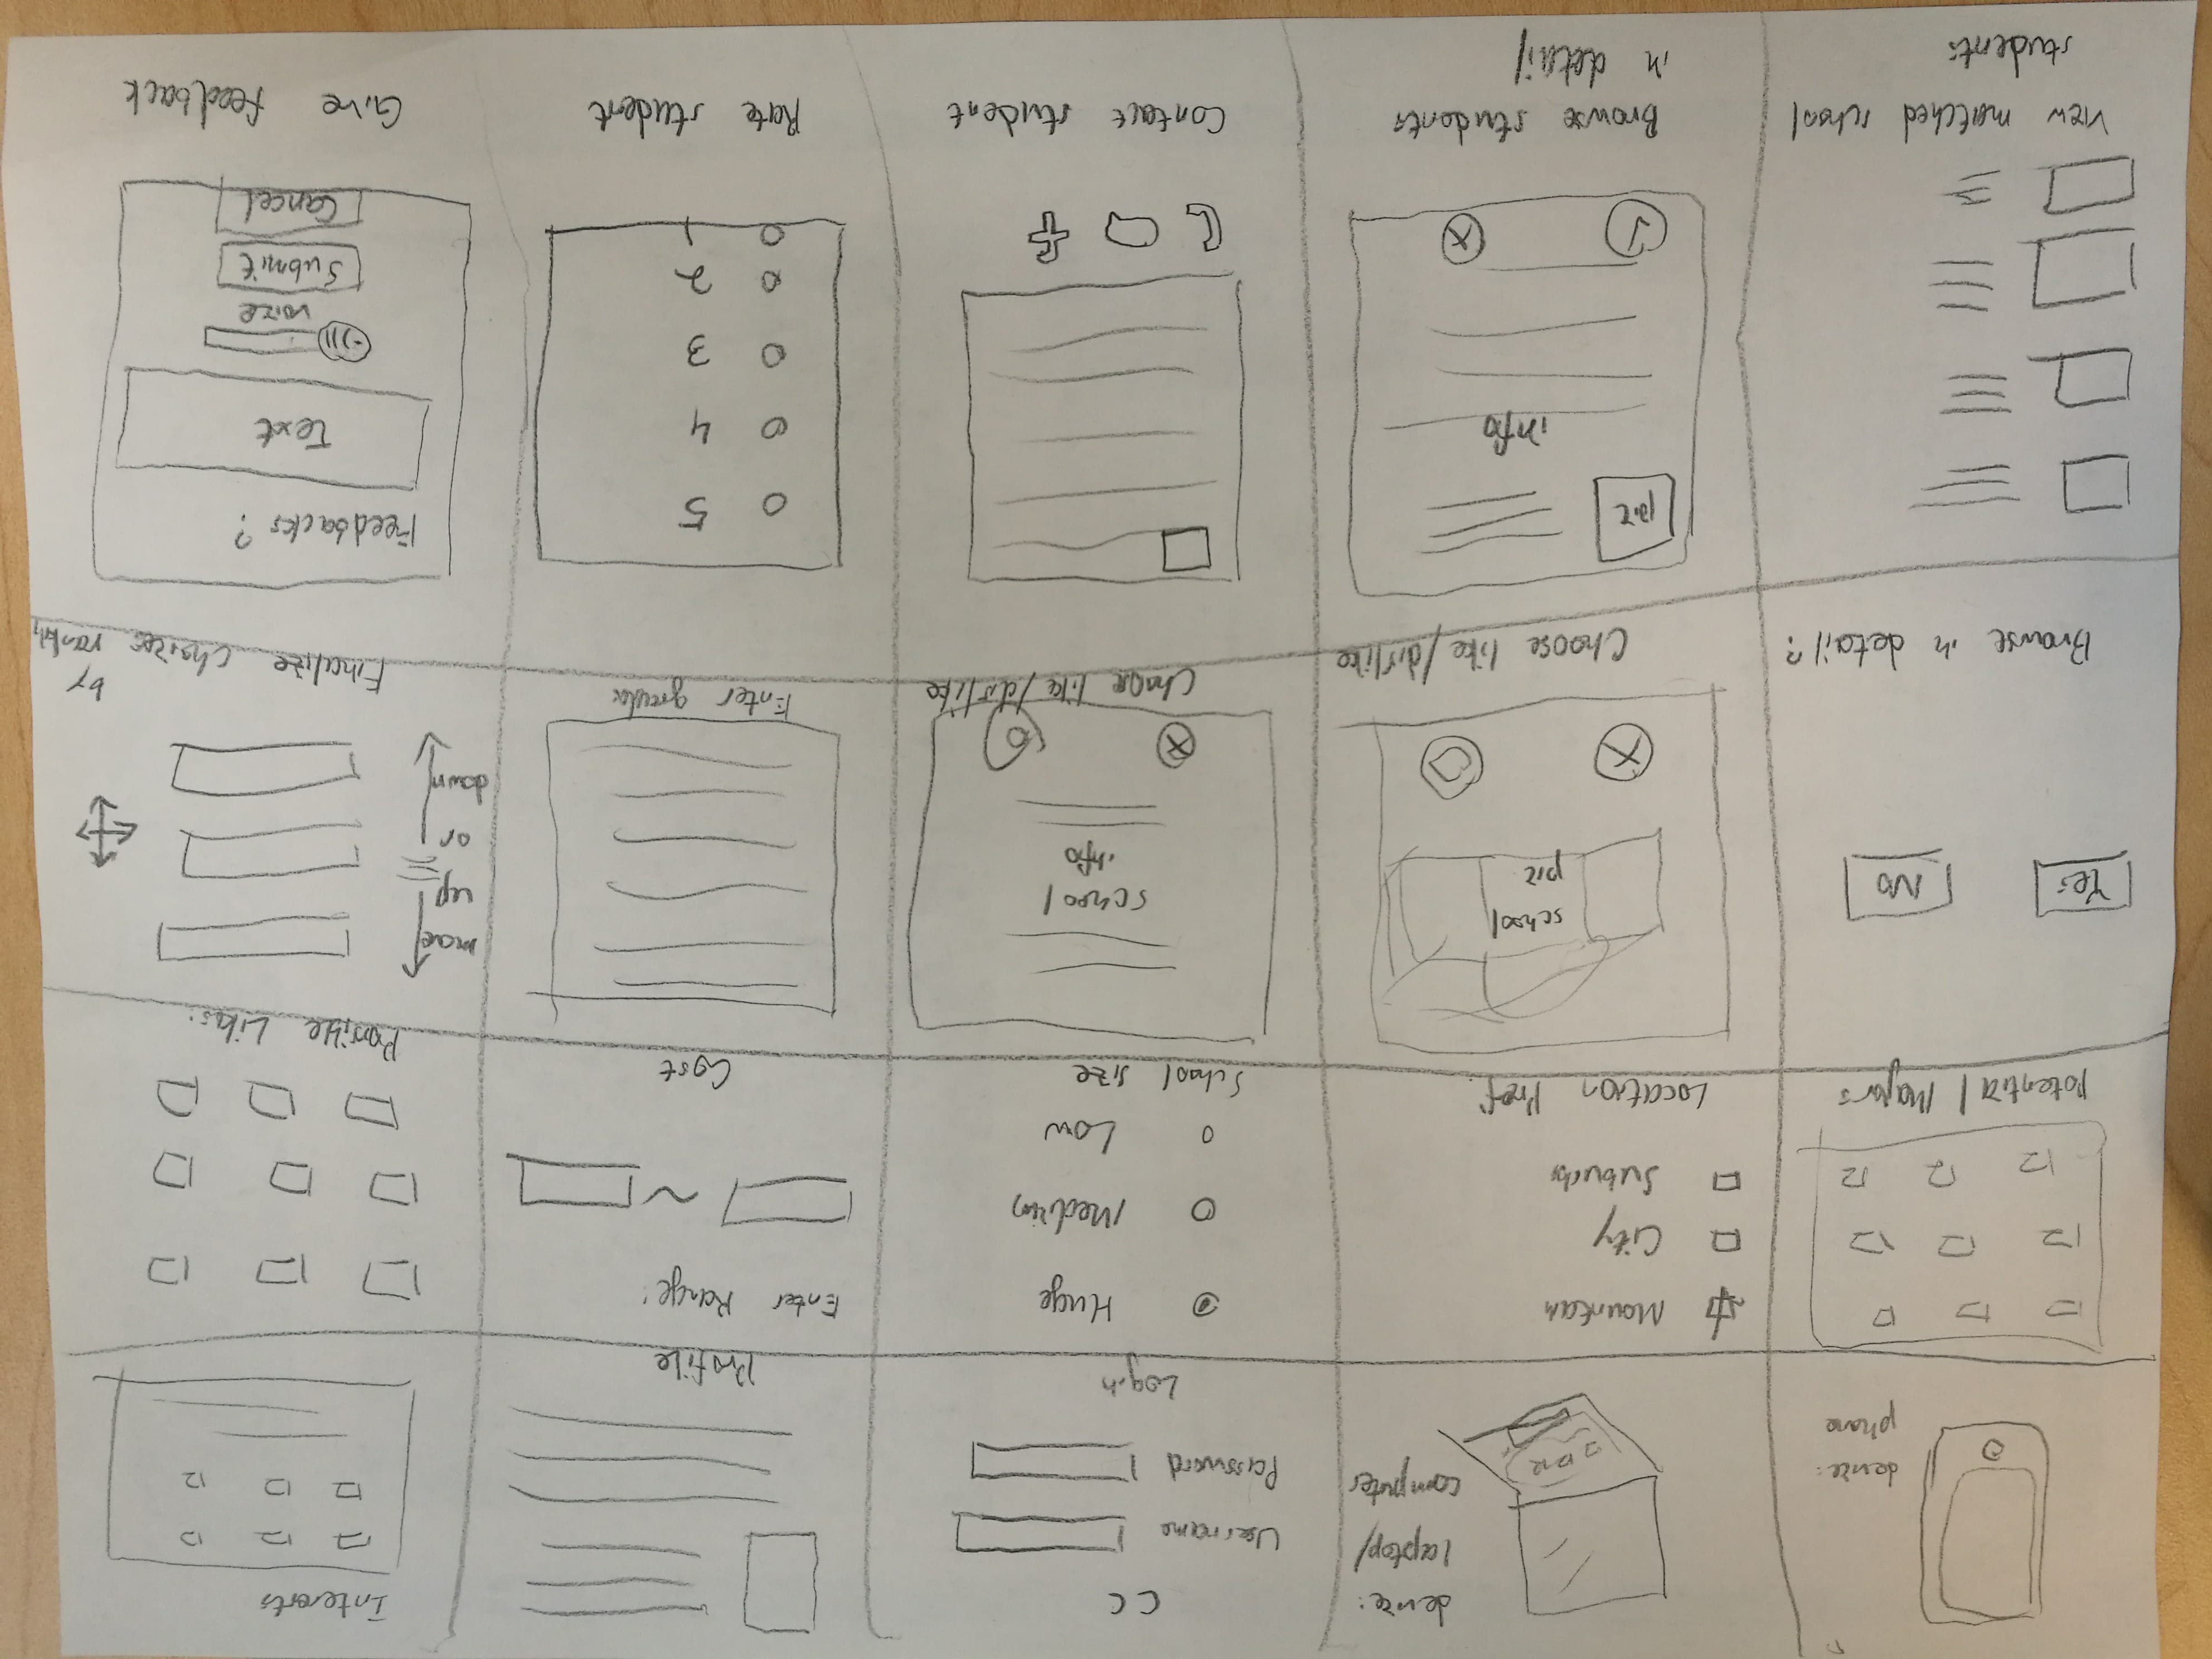 device:
phone
device:
laptop/
computer
CC
Username
Password
Login
Profile
Interests
Potential Majors
Mountain
City
Suburbs
Location Pref.
Huge
Medium
Low
School size
Enter Range:
~
Cost
Possible Likes:
Yes
No
Browse in detail?
school
pic
Choose like/dislike
school
info
Choose like/dislike
Enter grades
move
up
or
down
Finalize choices by
rankin
View matched school
students
pic
info
Browse students
in detail
Contact student
5
4
3
2
1
Rate student
Feedbacks?
Text
voice
Submit
Cancel
Give feedback